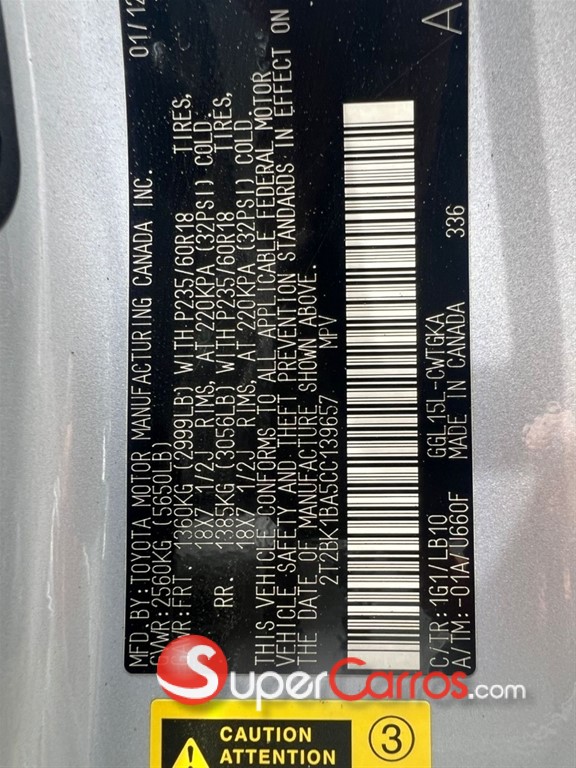 MFD. BY: TOYOTA MOTOR MANUFACTURING CANADA INC. 01/12
GVWR: 2560KG (5650LB)
GAWR: FRT. 1360KG (2999LB) WITH P235/60R18 TIRES,
18X7 1/2J RIMS, AT 220KPA (32PSI) COLD.
RR. 1385KG (3056LB) WITH P235/60R18 TIRES,
18X7 1/2J RIMS, AT 220KPA (32PSI) COLD.
THIS VEHICLE CONFORMS TO ALL APPLICABLE FEDERAL MOTOR
VEHICLE SAFETY AND THEFT PREVENTION STANDARDS IN EFFECT ON
THE DATE OF MANUFACTURE SHOWN ABOVE.
2T2BK1BA5CC139657 MPV
C/TR: 1G1/LB10 GGL15L-CWTGKA 336 A
A/TM: -01A/U660F MADE IN CANADA
SuperCarros.com
CAUTION
ATTENTION
3